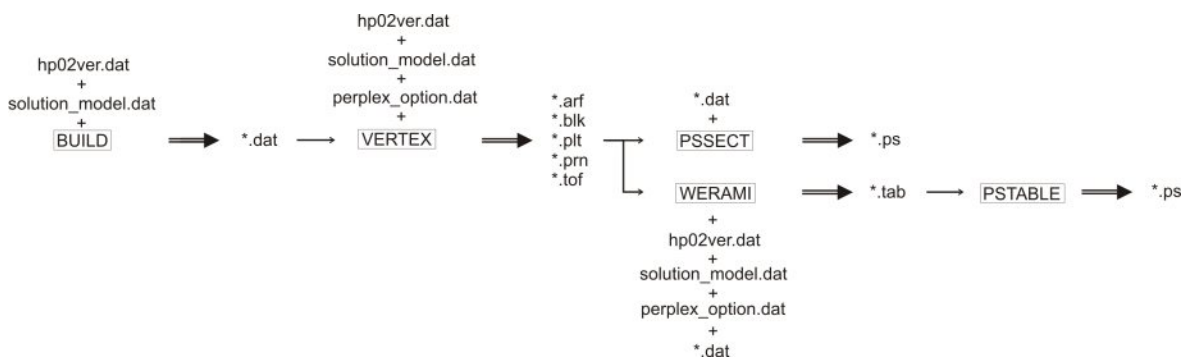 hp02ver.dat
+
solution_model.dat
+
BUILD
*.dat
hp02ver.dat
+
solution_model.dat
+
perplex_option.dat
+
VERTEX
*.arf
*.blk
*.plt
*.prn
*.tof
*.dat
+
PSSECT
*.ps
WERAMI
+
hp02ver.dat
+
solution_model.dat
+
perplex_option.dat
+
*.dat
*.tab
PSTABLE
*.ps